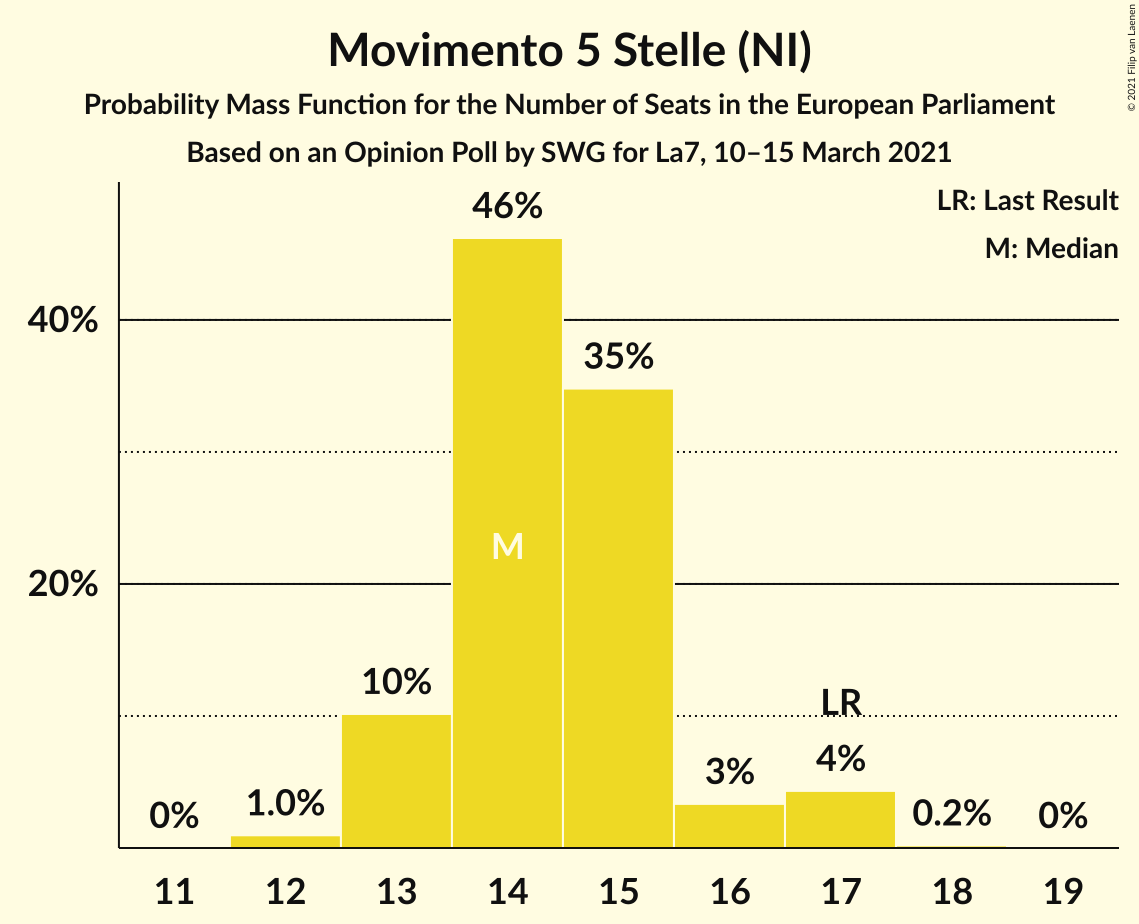 Movimento 5 Stelle (NI)
Probability Mass Function for the Number of Seats in the European Parliament
Based on an Opinion Poll by SWG for La7, 10–15 March 2021
© 2021 Filip van Laenen
LR: Last Result
M: Median
46%
40%
35%
M
20%
10%
LR
3%
4%
0%
1.0%
0.2%
0%
11 12 13 14 15 16 17 18 19